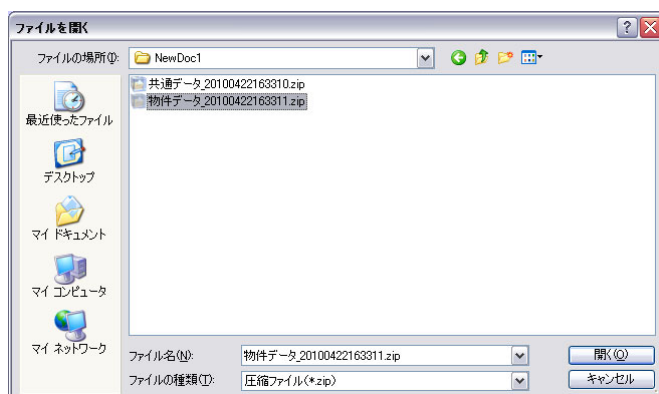 ファイルを開く
ファイルの場所(I):
NewDoc1
共通データ_20100422163310.zip
物件データ_20100422163311.zip
最近使ったファイル
デスクトップ
マイ ドキュメント
マイ コンピュータ
マイ ネットワーク
ファイル名(N):
物件データ_20100422163311.zip
開く(O)
ファイルの種類(T):
圧縮ファイル(*.zip)
キャンセル